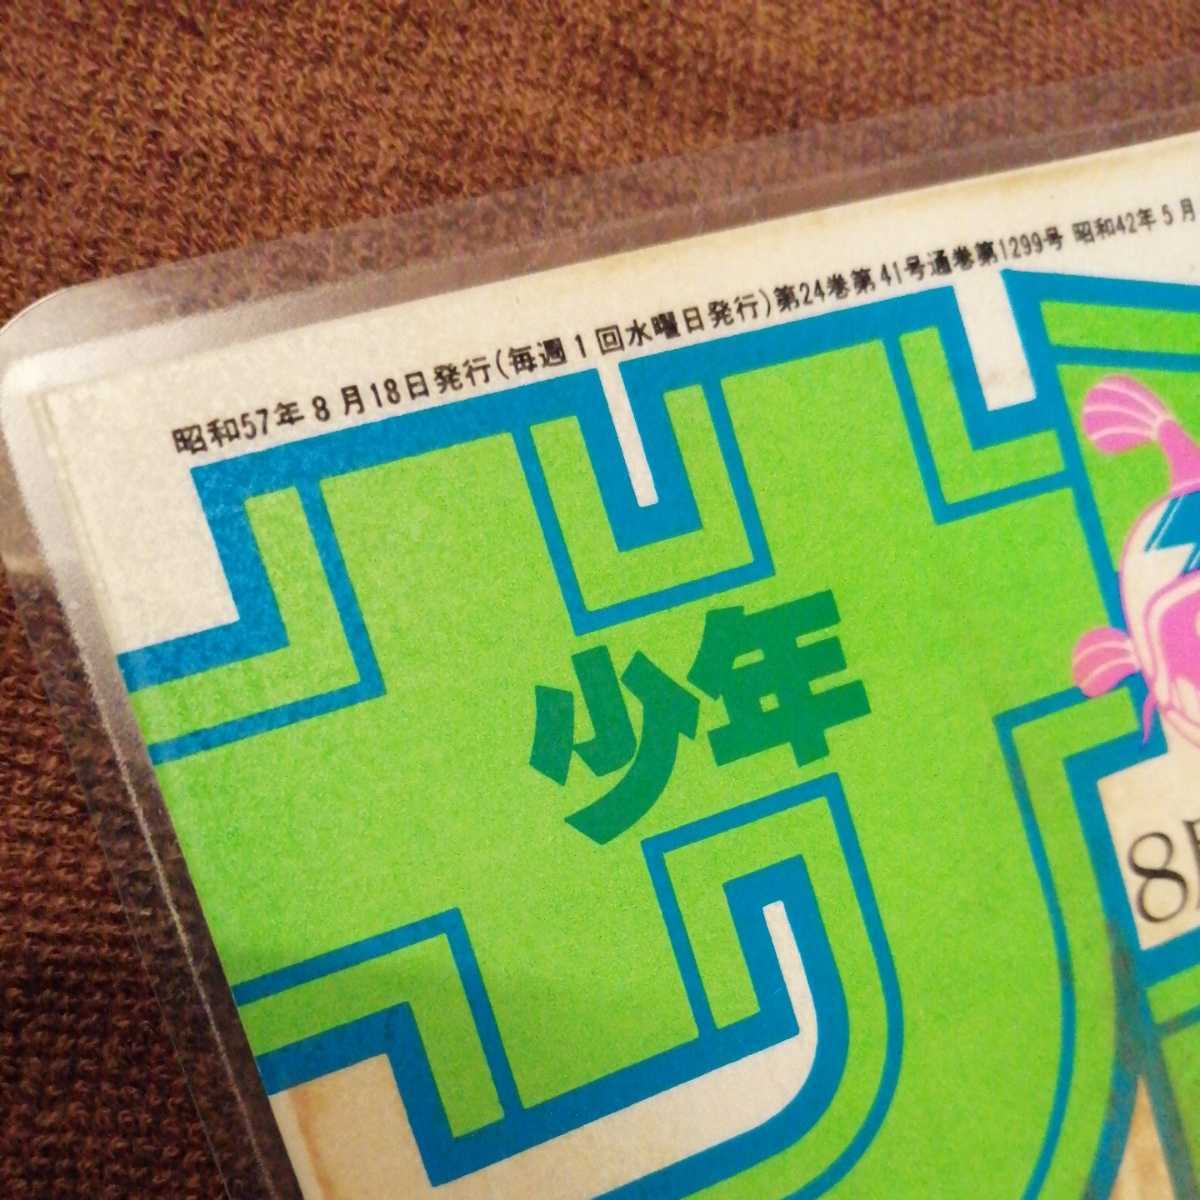 昭和57年8月18日発行(毎週1回水曜日発行)第24巻第41号通巻第1299号 昭和42年5月
サ
少年
8